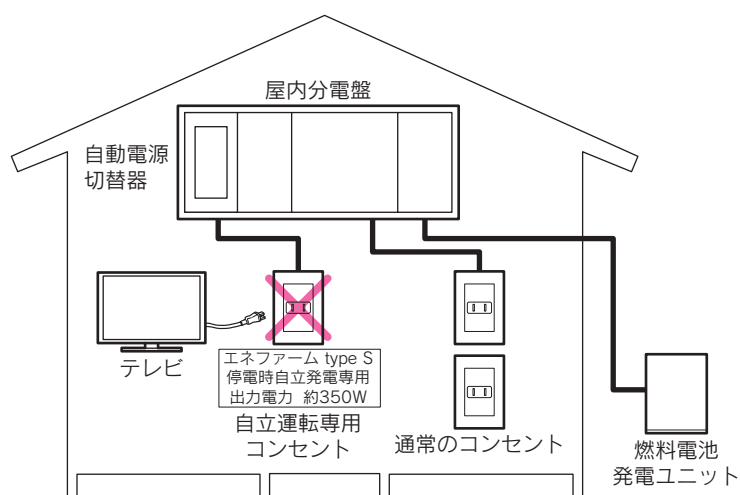 屋内分電盤
自動電源
切替器
テレビ
エネファーム type S
停電時自立発電専用
出力電力 約350W
自立運転専用
コンセント
通常のコンセント
燃料電池
発電ユニット